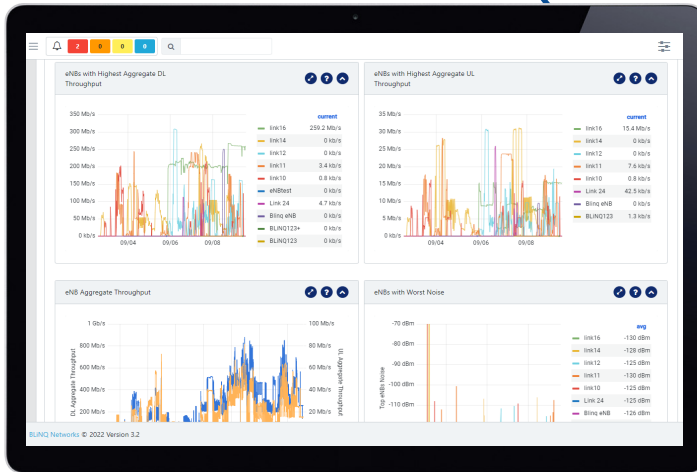 2 0 0 0
eNBs with Highest Aggregate DL
Throughput
350 Mb/s
300 Mb/s
250 Mb/s
200 Mb/s
150 Mb/s
100 Mb/s
50 Mb/s
0 kb/s
09/04 09/06 09/08
current
link16 259.2 Mb/s
link14 0 kb/s
link12 0 kb/s
link11 3.4 kb/s
link10 0.8 kb/s
eNBtest 0 kb/s
Link 24 4.7 kb/s
Blinq eNB 0 kb/s
BLiNQ123+ 0 kb/s
BLiNQ123 0 kb/s
eNBs with Highest Aggregate UL
Throughput
35 Mb/s
30 Mb/s
25 Mb/s
20 Mb/s
15 Mb/s
10 Mb/s
5 Mb/s
0 kb/s
09/04 09/06 09/08
current
link16 15.4 Mb/s
link14 0 kb/s
link12 0 kb/s
link11 7.6 kb/s
link10 0.8 kb/s
Link 24 42.5 kb/s
Blinq eNB 0 kb/s
BLiNQ123 1.3 kb/s
eNB Aggregate Throughput
DL Aggregate Throughput
1 Gb/s
800 Mb/s
600 Mb/s
400 Mb/s
200 Mb/s
100 Mb/s
80 Mb/s
60 Mb/s
40 Mb/s
20 Mb/s
UL Aggregate Throughput
eNBs with Worst Noise
Top eNBs Noise
-70 dBm
-80 dBm
-90 dBm
-100 dBm
-110 dBm
avg
link16 -130 dBm
link14 -128 dBm
link12 -125 dBm
link11 -130 dBm
link10 -125 dBm
Link 24 -125 dBm
Blinq eNB -126 dBm
BLiNQ Networks © 2022 Version 3.2